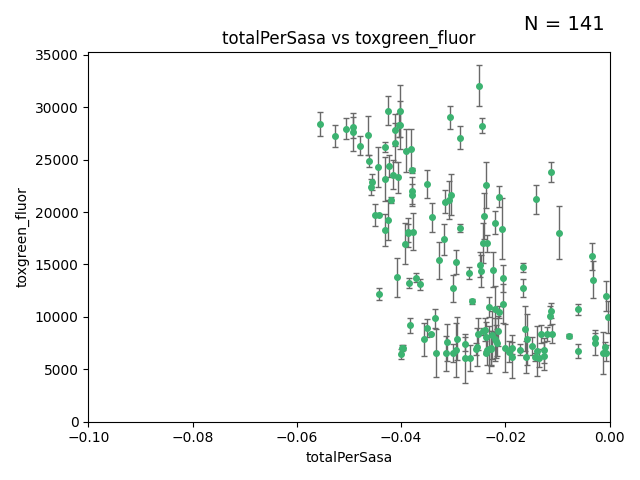 N = 141
totalPerSasa vs toxgreen_fluor
toxgreen_fluor
35000
30000
25000
20000
15000
10000
5000
0
−0.10 −0.08 −0.06 −0.04 −0.02 0.00
totalPerSasa